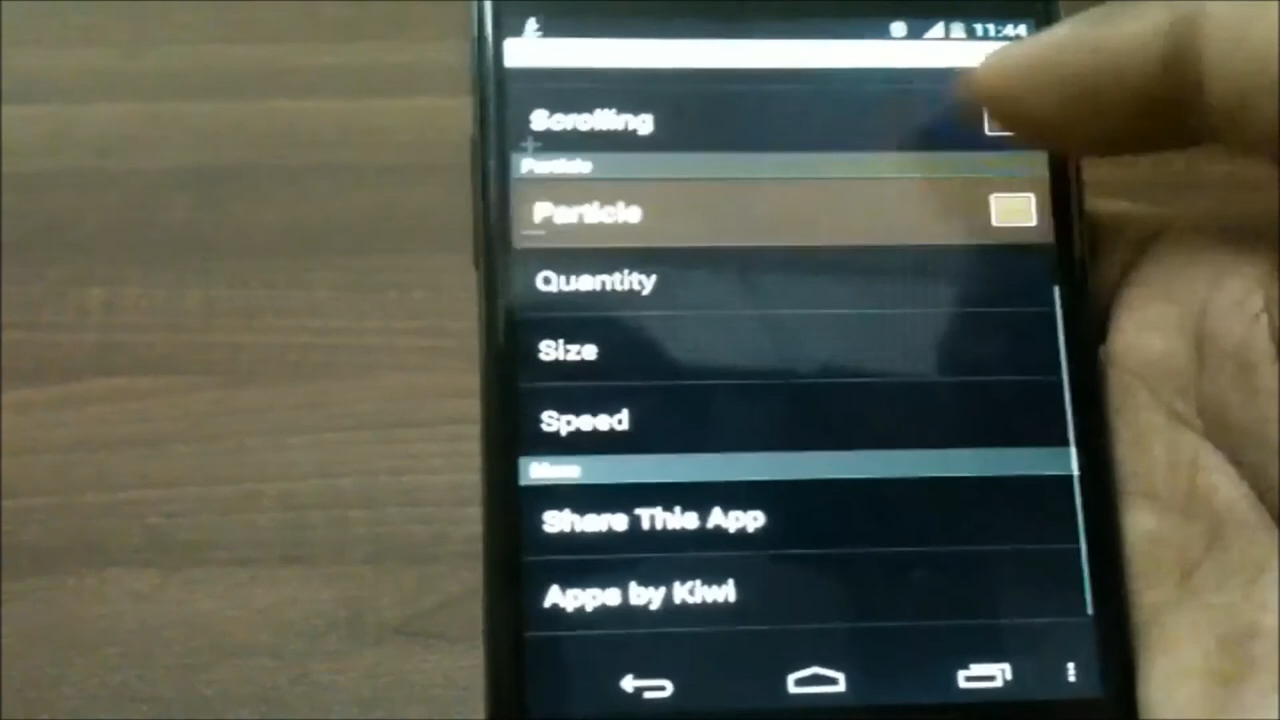 11:44
Scrolling
Particle
Particle
Quantity
Size
Speed
More
Share This App
Apps by Kiwi